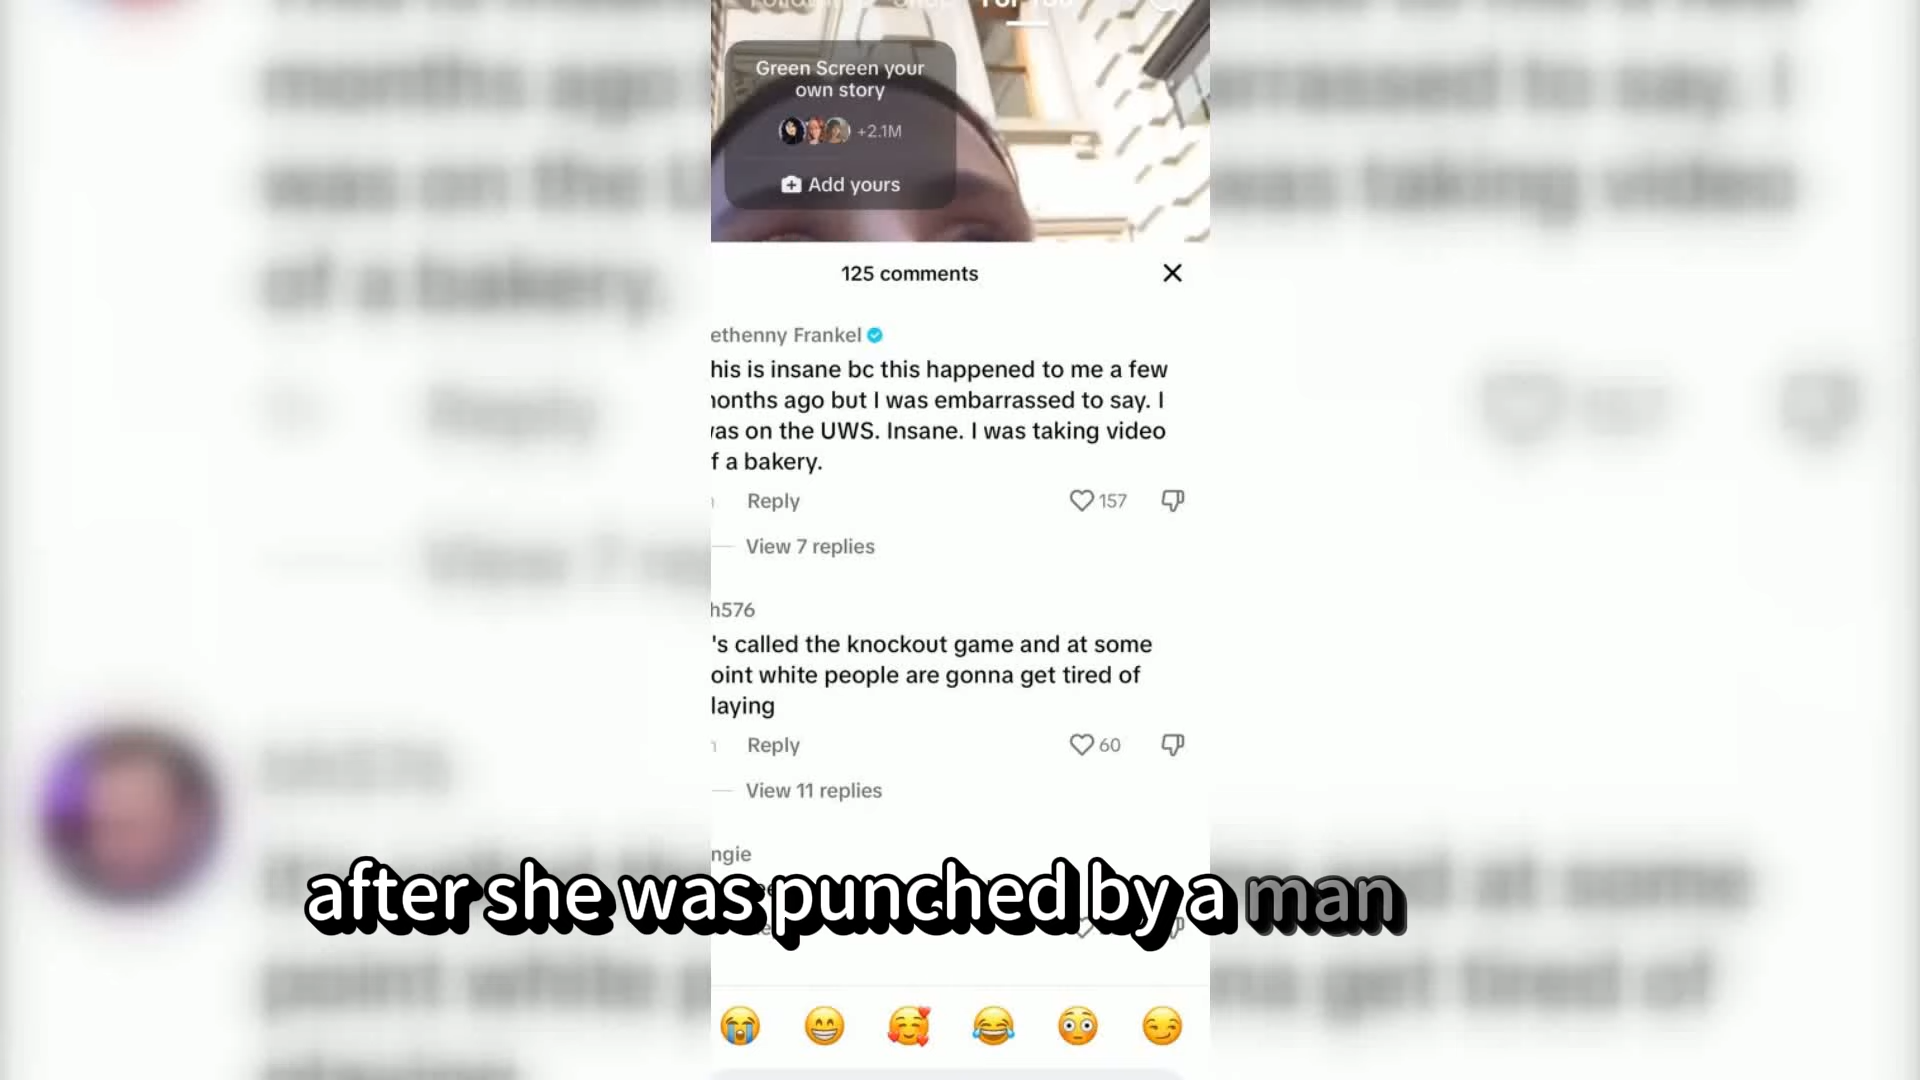 Green Screen your
own story
+2.1M
Add yours
125 comments
ethenny Frankel
his is insane bc this happened to me a few
onths ago but I was embarrassed to say. I
as on the UWS. Insane. I was taking video
f a bakery.
Reply
157
View 7 replies
h576
's called the knockout game and at some
oint white people are gonna get tired of
laying
Reply
60
View 11 replies
ngie
after she was punched by a man